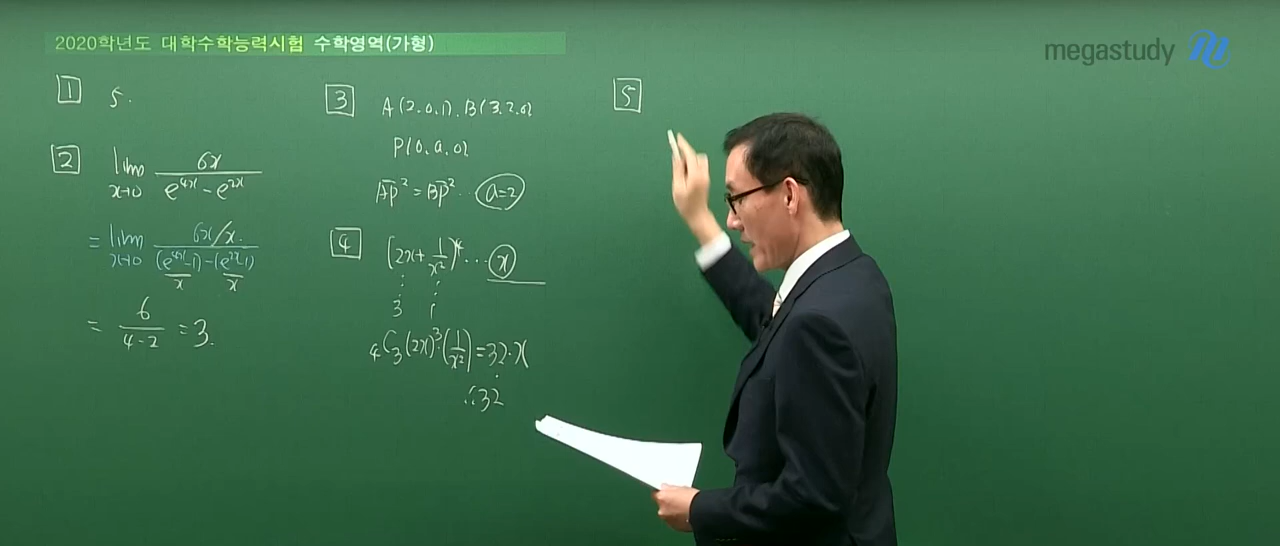 2020학년도 대학수학능력시험 수학영역(가형)
megastudy
1 5.
2 lim x→0 6x / (e^4x − e^2x)
= lim x→0 (6x/x) / ((e^4x−1)/x − (e^2x−1)/x)
= 6/(4-2) = 3.
3 A(2,0,1), B(3,2,0)
P(0,a,0)
AP² = BP² ... a=2
4 (2x + 1/x²)⁴ ... x
3 1
₄C₃(2x)³(1/x²) = 32·x
∴32
5